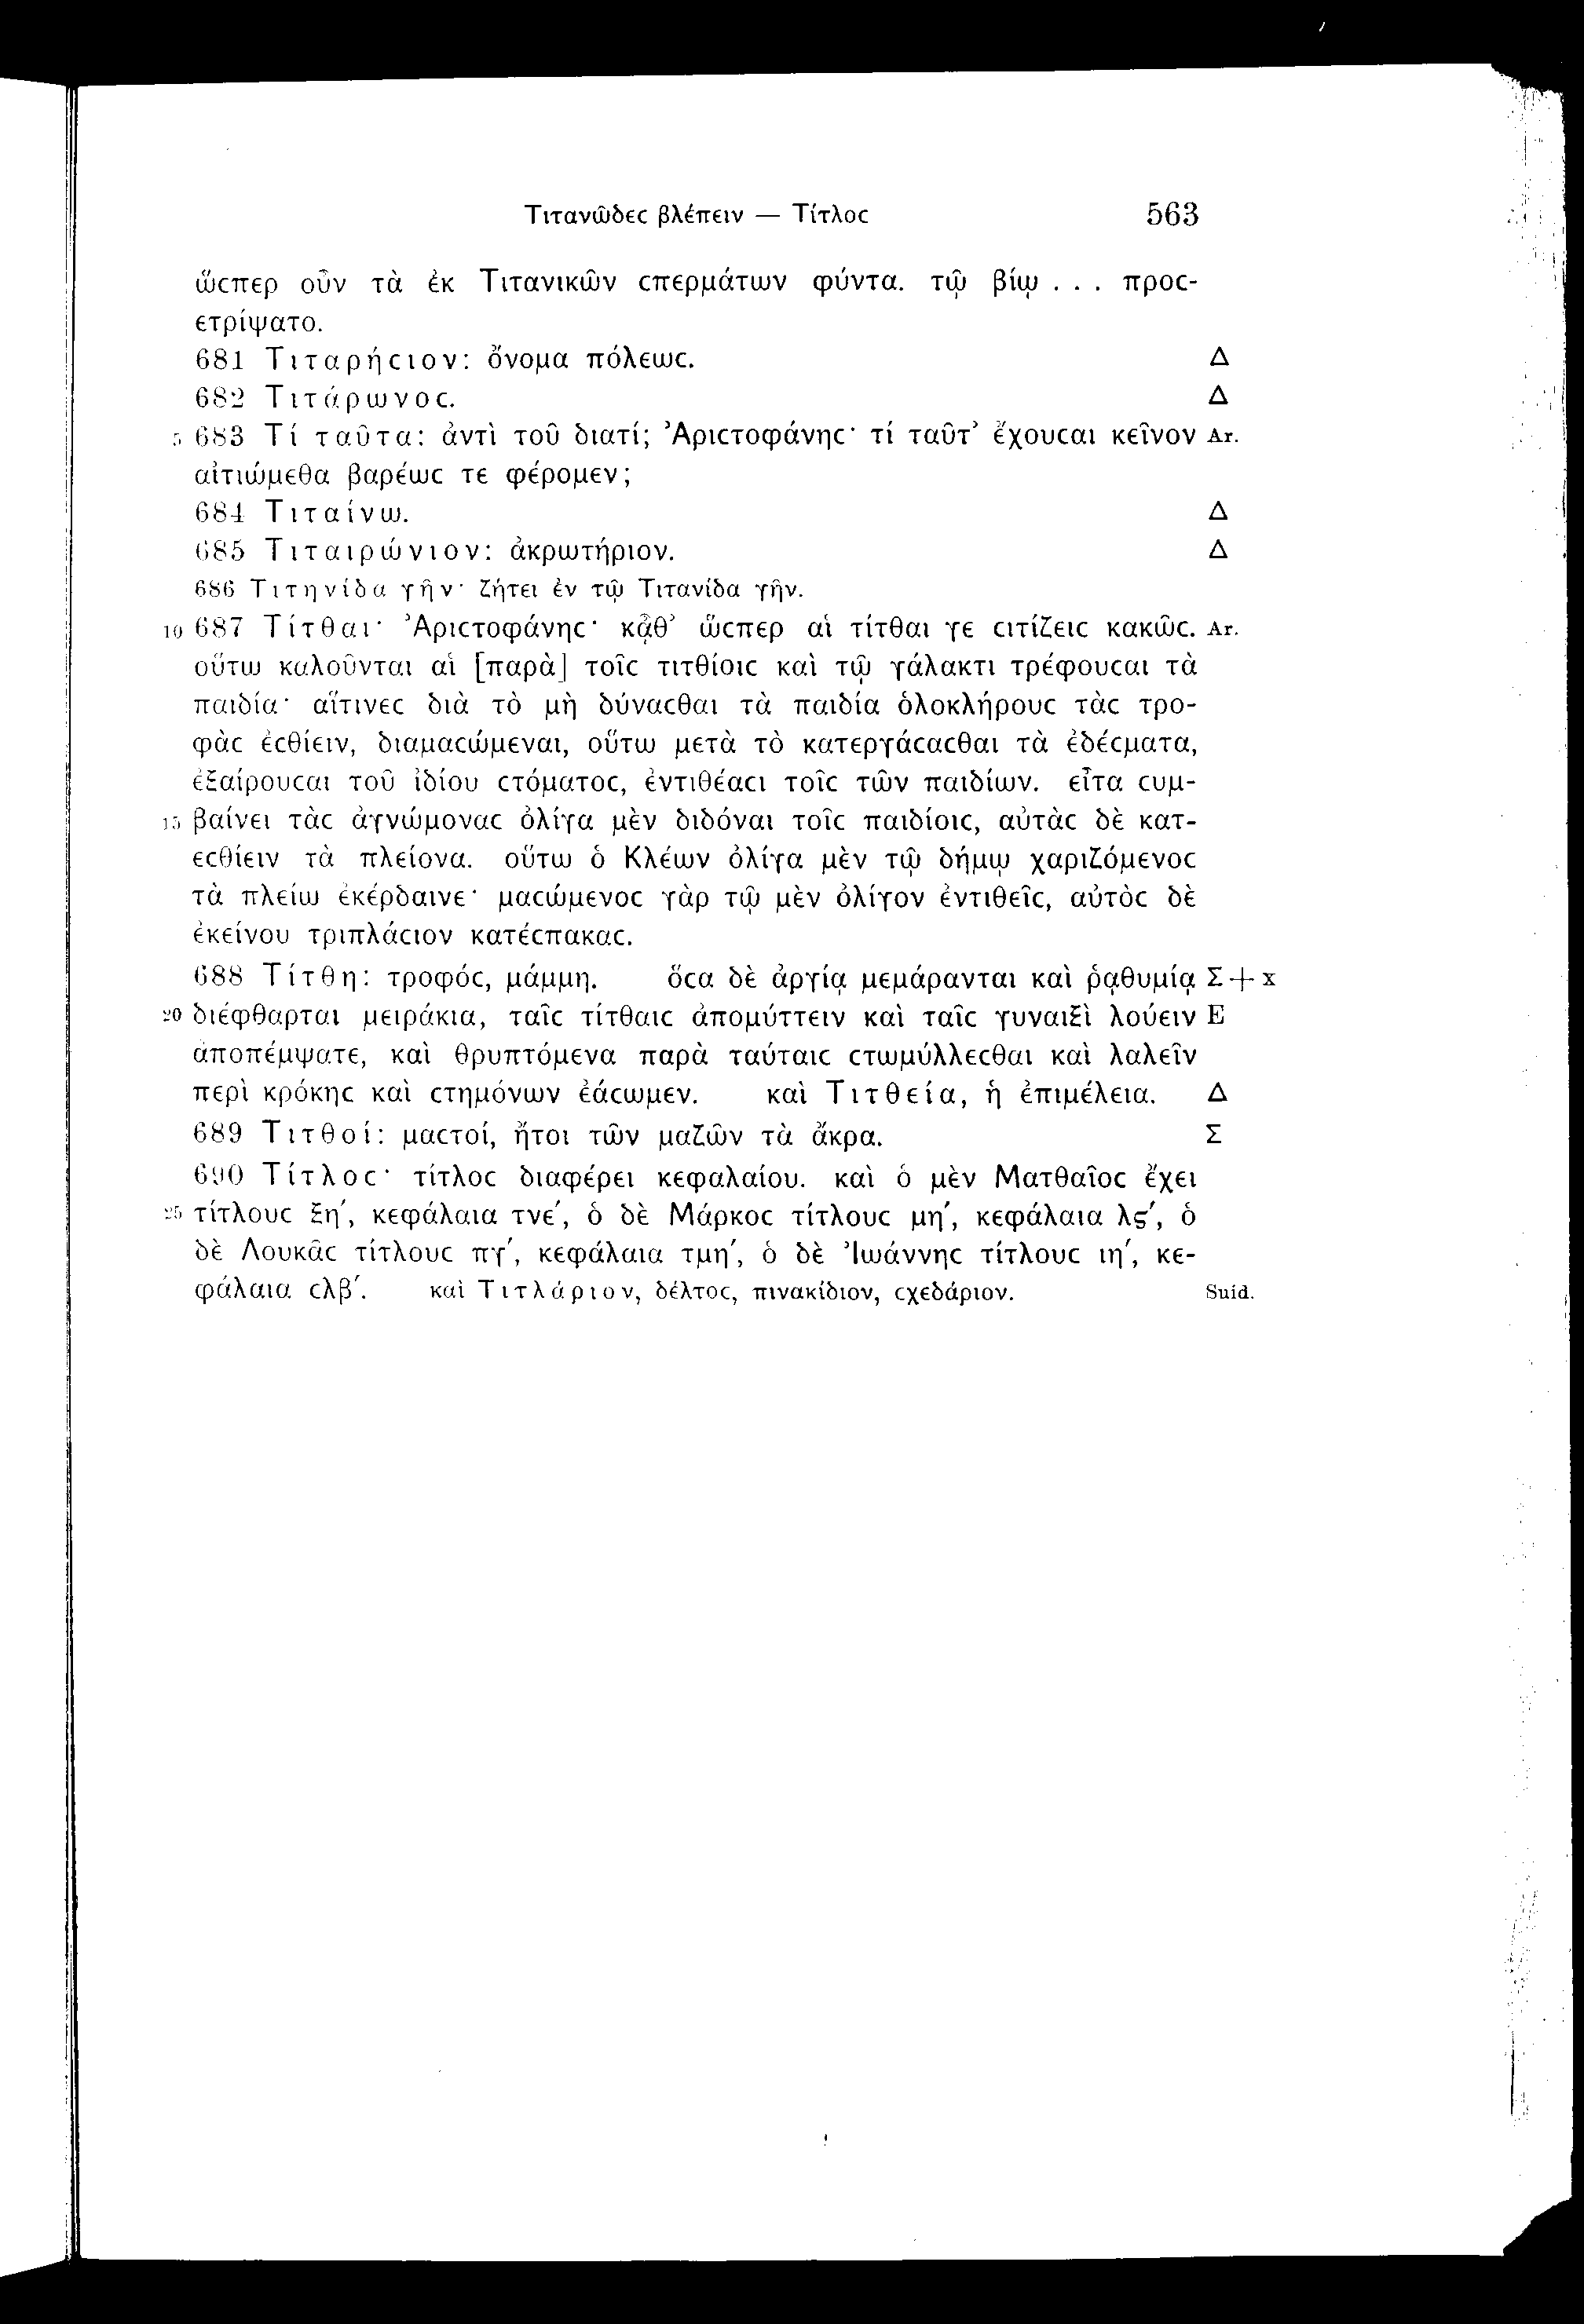 Τιτανῶδεϲ βλέπειν — Τίτλοϲ 563
ὥϲπερ οὖν τὰ ἐκ Τιτανικῶν ϲπερμάτων φύντα. τῷ βίῳ . . . προϲ-
ετρίψατο.
681 Τιταρήϲιον: ὄνομα πόλεωϲ. Δ
682 Τιτάρωνοϲ. Δ
5 683 Τί ταῦτα: ἀντὶ τοῦ διατί; Ἀριϲτοφάνηϲ· τί ταῦτ’ ἔχουϲαι κεῖνον Ar.
αἰτιώμεθα βαρέωϲ τε φέρομεν;
684 Τιταίνω. Δ
685 Τιταιρώνιον: ἀκρωτήριον. Δ
686 Τιτηνίδα γῆν· ζήτει ἐν τῷ Τιτανίδα γῆν.
10 687 Τίτθαι· Ἀριϲτοφάνηϲ· κᾆθ’ ὥϲπερ αἱ τίτθαι γε ϲιτίζειϲ κακῶϲ. Ar.
οὕτω καλοῦνται αἱ [παρὰ] τοῖϲ τιτθίοιϲ καὶ τῷ γάλακτι τρέφουϲαι τὰ
παιδία· αἵτινεϲ διὰ τὸ μὴ δύναϲθαι τὰ παιδία ὁλοκλήρουϲ τὰϲ τρο-
φὰϲ ἐϲθίειν, διαμαϲώμεναι, οὕτω μετὰ τὸ κατεργάϲαϲθαι τὰ ἐδέϲματα,
ἐξαίρουϲαι τοῦ ἰδίου ϲτόματοϲ, ἐντιθέαϲι τοῖϲ τῶν παιδίων. εἶτα ϲυμ-
15 βαίνει τὰϲ ἀγνώμοναϲ ὀλίγα μὲν διδόναι τοῖϲ παιδίοιϲ, αὐτὰϲ δὲ κατ-
εϲθίειν τὰ πλείονα. οὕτω ὁ Κλέων ὀλίγα μὲν τῷ δήμῳ χαριζόμενοϲ
τὰ πλείω ἐκέρδαινε· μαϲώμενοϲ γὰρ τῷ μὲν ὀλίγον ἐντιθεῖϲ, αὐτὸϲ δὲ
ἐκείνου τριπλάϲιον κατέϲπακαϲ.
688 Τίτθη: τροφόϲ, μάμμη. ὅϲα δὲ ἀργίᾳ μεμάρανται καὶ ῥᾳθυμίᾳ Σ+x
20 διέφθαρται μειράκια, ταῖϲ τίτθαιϲ ἀπομύττειν καὶ ταῖϲ γυναιξὶ λούειν E
ἀποπέμψατε, καὶ θρυπτόμενα παρὰ ταύταιϲ ϲτωμύλλεϲθαι καὶ λαλεῖν
περὶ κρόκηϲ καὶ ϲτημόνων ἐάϲωμεν. καὶ Τιτθεία, ἡ ἐπιμέλεια. Δ
689 Τιτθοί: μαϲτοί, ἤτοι τῶν μαζῶν τὰ ἄκρα. Σ
690 Τίτλοϲ· τίτλοϲ διαφέρει κεφαλαίου. καὶ ὁ μὲν Ματθαῖοϲ ἔχει
25 τίτλουϲ ξη΄, κεφάλαια τνε΄, ὁ δὲ Μάρκοϲ τίτλουϲ μη΄, κεφάλαια λϛ΄, ὁ
δὲ Λουκᾶϲ τίτλουϲ πγ΄, κεφάλαια τμη΄, ὁ δὲ Ἰωάννηϲ τίτλουϲ ιη΄, κε-
φάλαια ϲλβ΄. καὶ Τιτλάριον, δέλτοϲ, πινακίδιον, ϲχεδάριον. Suid.